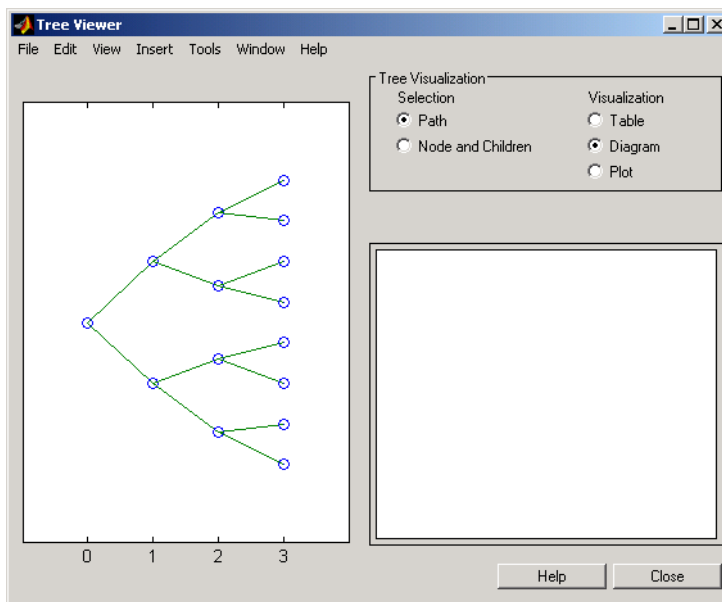 Tree Viewer
File Edit View Insert Tools Window Help
Tree Visualization
Selection
Path
Node and Children
Visualization
Table
Diagram
Plot
0 1 2 3
Help
Close